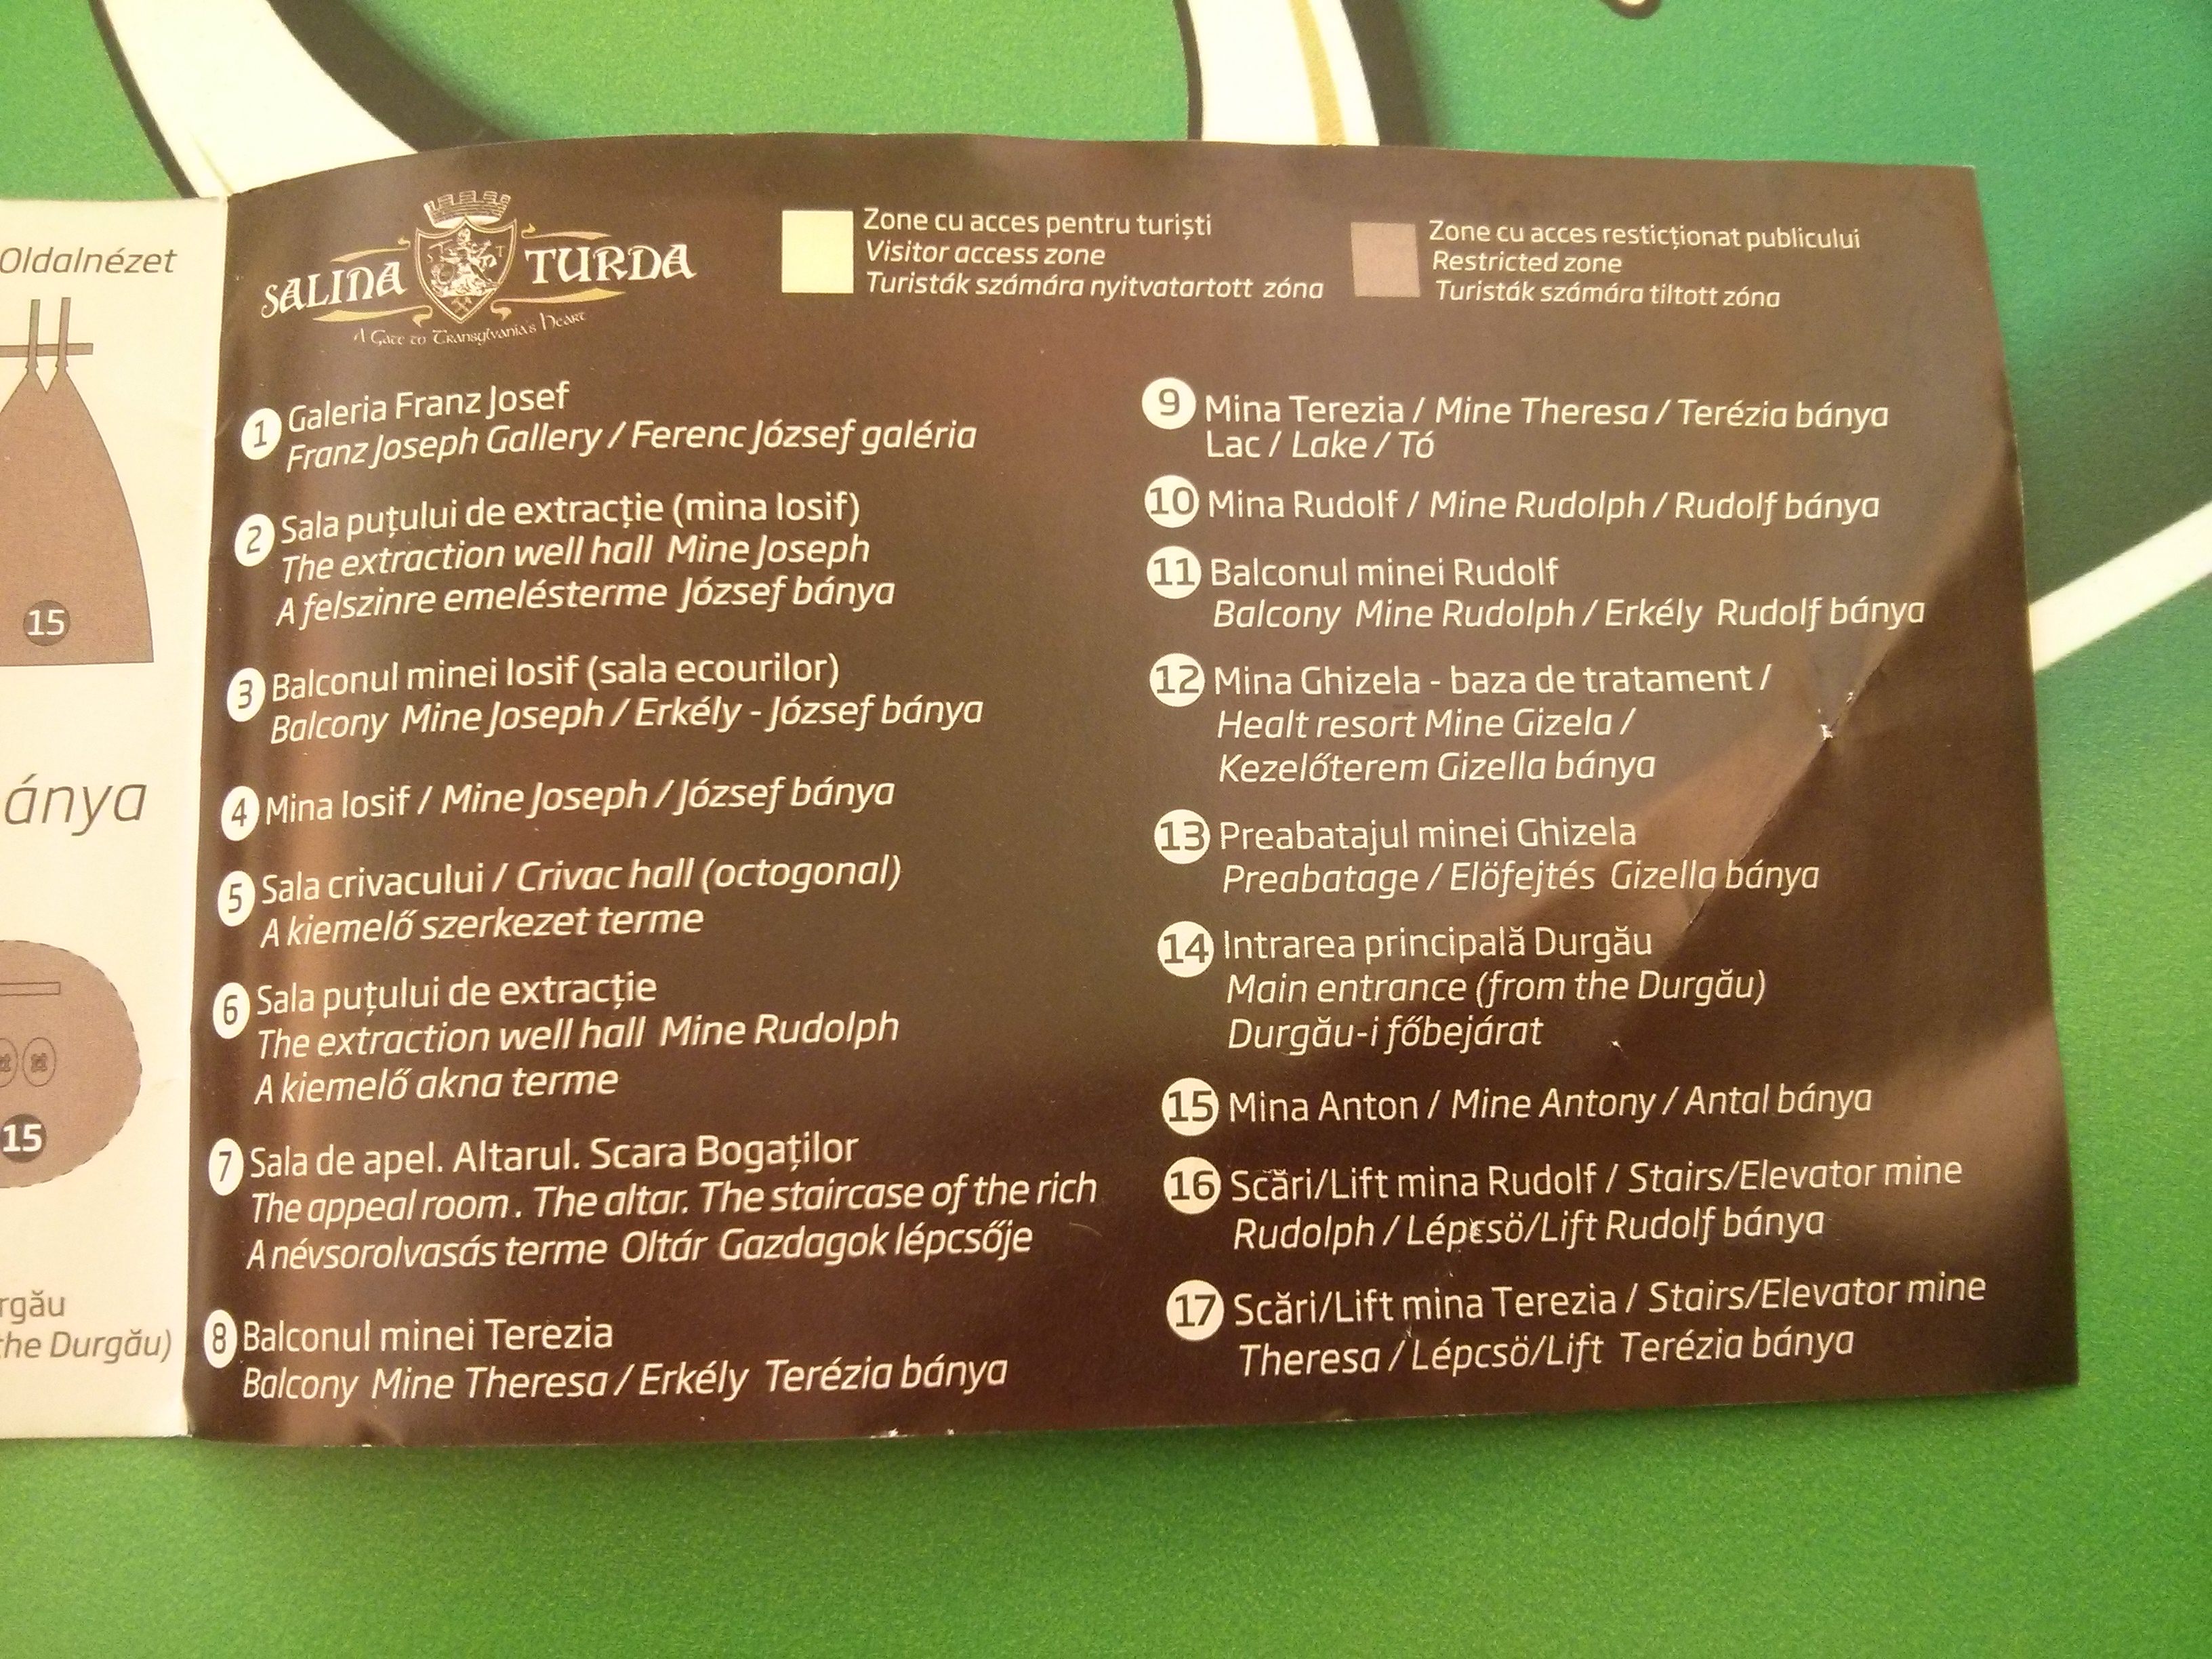 Oldalnézet
15
ánya
15
rgău
the Durgău)
SALINA TURDA
A Gate to Transylvania's Heart
Zone cu acces pentru turiști
Visitor access zone
Turisták számára nyitvatartott zóna
Zone cu acces resticționat publicului
Restricted zone
Turisták számára tiltott zóna
1 Galeria Franz Josef
Franz Joseph Gallery / Ferenc József galéria
2 Sala puțului de extracție (mina Iosif)
The extraction well hall Mine Joseph
A felszinre emelésterme József bánya
3 Balconul minei Iosif (sala ecourilor)
Balcony Mine Joseph / Erkély - József bánya
4 Mina Iosif / Mine Joseph / József bánya
5 Sala crivacului / Crivac hall (octogonal)
A kiemelő szerkezet terme
6 Sala puțului de extracție
The extraction well hall Mine Rudolph
A kiemelő akna terme
7 Sala de apel. Altarul. Scara Bogaților
The appeal room. The altar. The staircase of the rich
A névsorolvasás terme Oltár Gazdagok lépcsője
8 Balconul minei Terezia
Balcony Mine Theresa / Erkély Terézia bánya
9 Mina Terezia / Mine Theresa / Terézia bánya
Lac / Lake / Tó
10 Mina Rudolf / Mine Rudolph / Rudolf bánya
11 Balconul minei Rudolf
Balcony Mine Rudolph / Erkély Rudolf bánya
12 Mina Ghizela - baza de tratament /
Healt resort Mine Gizela /
Kezelőterem Gizella bánya
13 Preabatajul minei Ghizela
Preabatage / Elöfejtés Gizella bánya
14 Intrarea principală Durgău
Main entrance (from the Durgău)
Durgău-i főbejárat
15 Mina Anton / Mine Antony / Antal bánya
16 Scări/Lift mina Rudolf / Stairs/Elevator mine
Rudolph / Lépcsö/Lift Rudolf bánya
17 Scări/Lift mina Terezia / Stairs/Elevator mine
Theresa / Lépcsö/Lift Terézia bánya